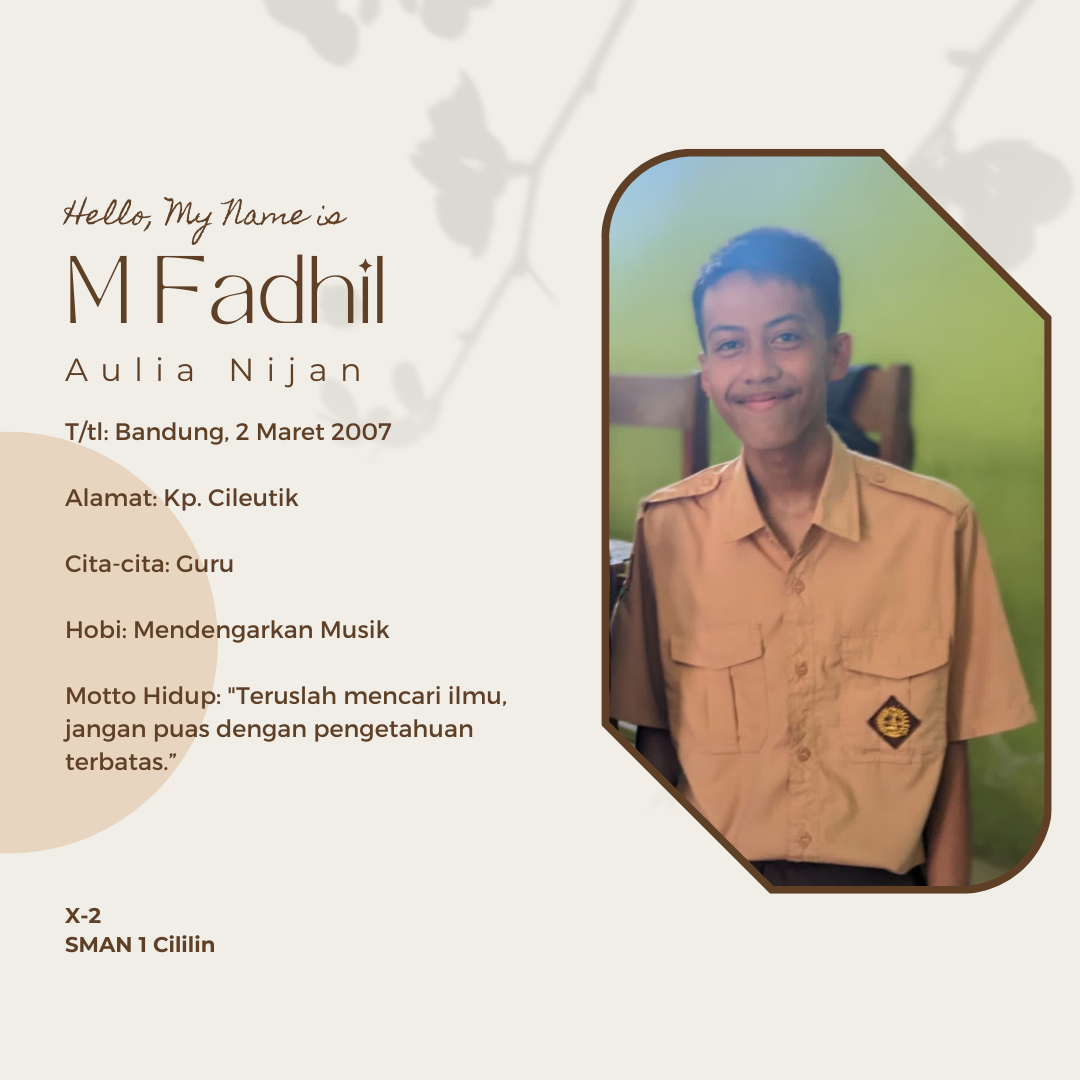 Hello, My Name is
M Fadhil
Aulia Nijan
T/tl: Bandung, 2 Maret 2007
Alamat: Kp. Cileutik
Cita-cita: Guru
Hobi: Mendengarkan Musik
Motto Hidup: "Teruslah mencari ilmu,
jangan puas dengan pengetahuan
terbatas.”
X-2
SMAN 1 Cililin